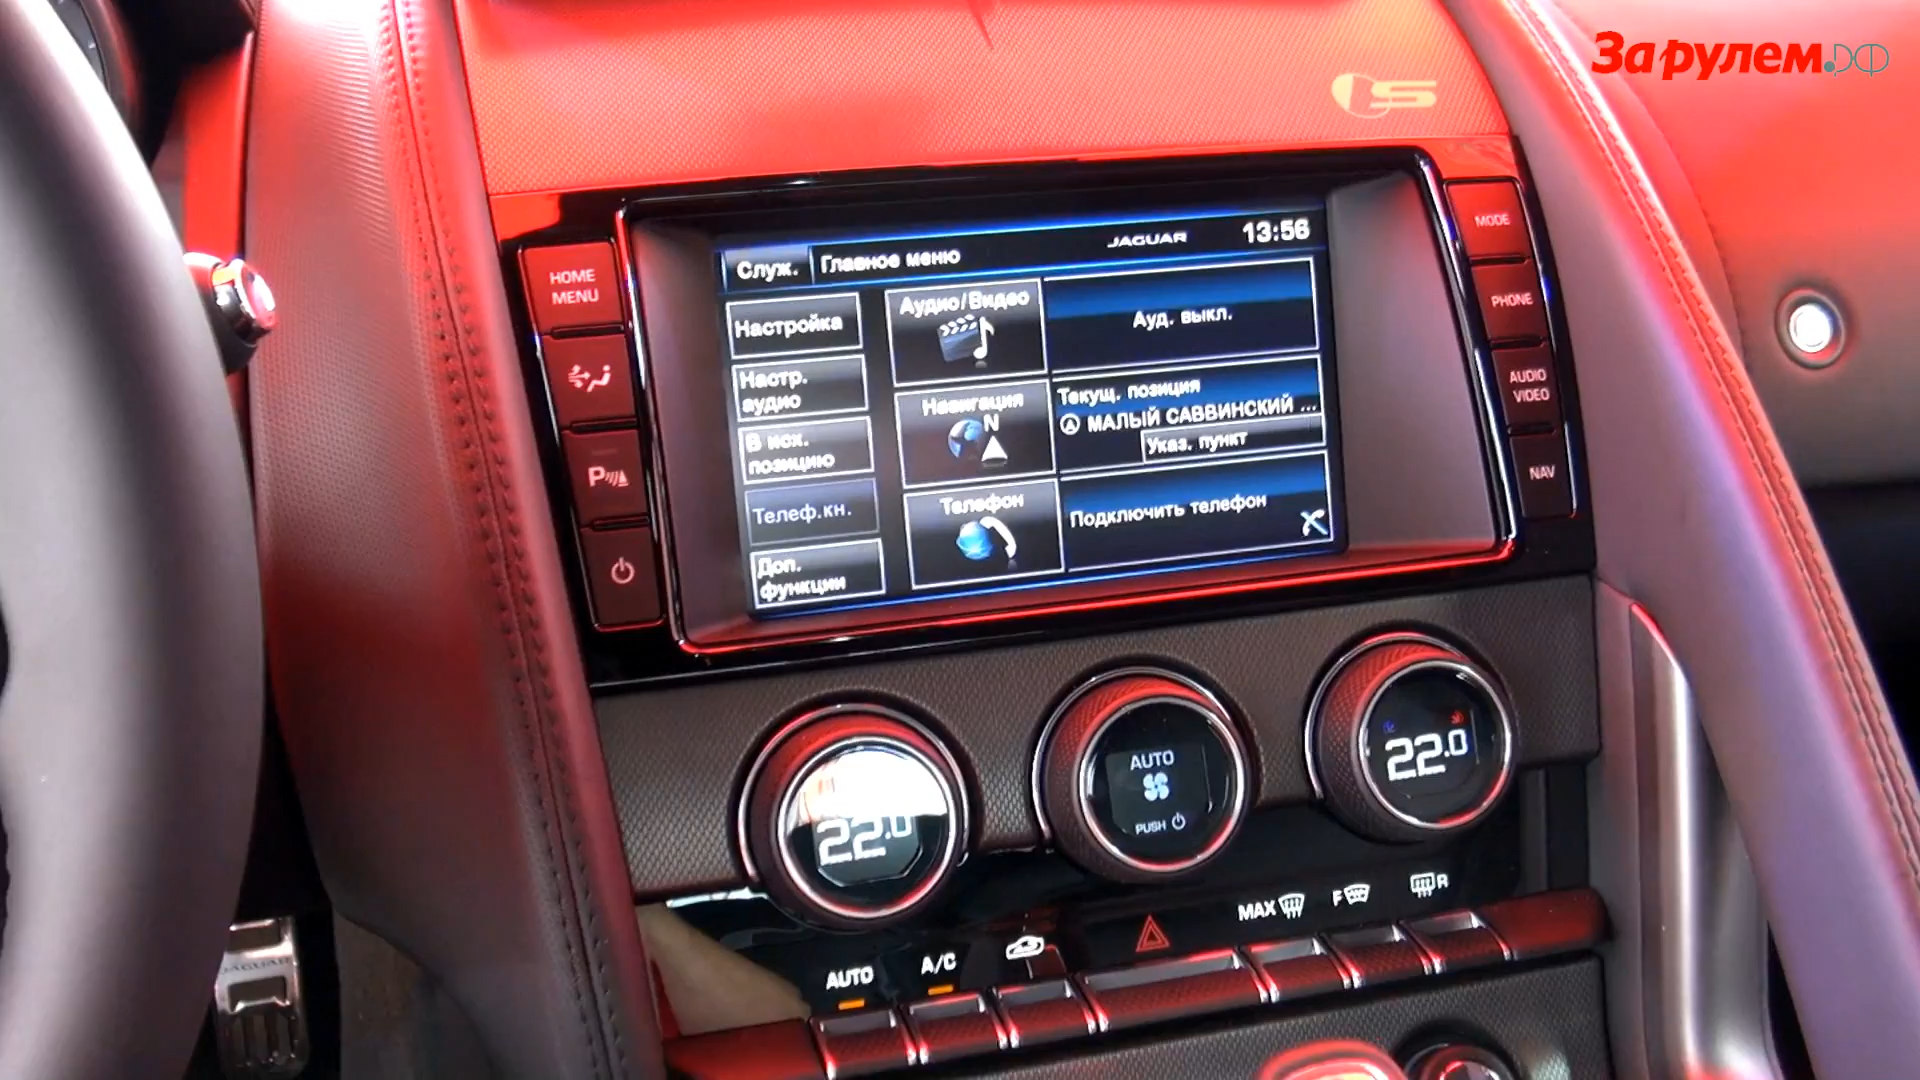 За рулем.РФ
S
JAGUAR
13:56
Служ.
Главное меню
Настройка
Настр.
аудио
В исх.
позицию
Телеф.кн.
Доп.
функции
Аудио/Видео
Ауд. выкл.
Навигация
N
Текущ. позиция
МАЛЫЙ САВВИНСКИЙ ...
Указ. пункт
Телефон
Подключить телефон
HOME
MENU
P
MODE
PHONE
AUDIO
VIDEO
NAV
22.0
AUTO
PUSH
22.0
AUTO
A/C
MAX
F
R
JAGUAR